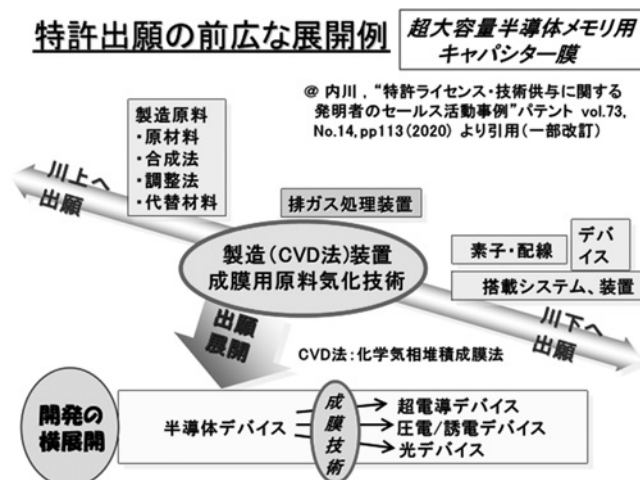 特許出願の前広な展開例
超大容量半導体メモリ用
キャパシター膜
@ 内川, “特許ライセンス・技術供与に関する
発明者のセールス活動事例”パテント vol.73,
No.14,pp113(2020) より引用(一部改訂)
製造原料
・原材料
・合成法
・調整法
・代替材料
川上へ
出願
排ガス処理装置
製造(CVD法)装置
成膜用原料気化技術
素子・配線
デバ
イス
搭載システム、装置
川下へ
出願
出願
展開
CVD法:化学気相堆積成膜法
開発の
横展開
半導体デバイス
成膜技術
超電導デバイス
圧電/誘電デバイス
光デバイス